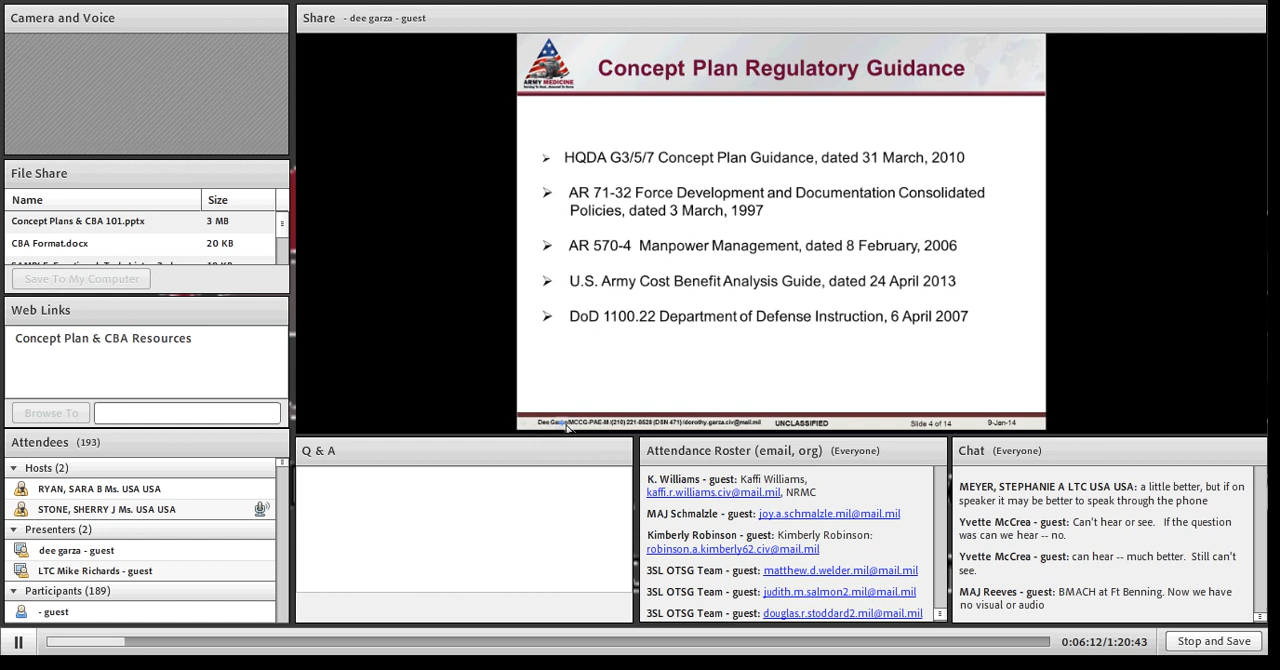 Camera and Voice
Share - dee garza - guest
ARMY MEDICINE
Concept Plan Regulatory Guidance
HQDA G3/5/7 Concept Plan Guidance, dated 31 March, 2010
AR 71-32 Force Development and Documentation Consolidated
Policies, dated 3 March, 1997
AR 570-4 Manpower Management, dated 8 February, 2006
U.S. Army Cost Benefit Analysis Guide, dated 24 April 2013
DoD 1100.22 Department of Defense Instruction, 6 April 2007
UNCLASSIFIED
Slide 4 of 14
9-Jan-14
File Share
Name Size
Concept Plans & CBA 101.pptx 3 MB
CBA Format.docx 20 KB
Save To My Computer
Web Links
Concept Plan & CBA Resources
Browse To
Attendees (193)
Hosts (2)
RYAN, SARA B Ms. USA USA
STONE, SHERRY J Ms. USA USA
Presenters (2)
dee garza - guest
LTC Mike Richards - guest
Participants (189)
- guest
Q & A
Attendance Roster (email, org) (Everyone)
K. Williams - guest: Kaffi Williams,
kaffi.r.williams.civ@mail.mil, NRMC
MAJ Schmalzle - guest: joy.a.schmalzle.mil@mail.mil
Kimberly Robinson - guest: Kimberly Robinson:
robinson.a.kimberly62.civ@mail.mil
3SL OTSG Team - guest: matthew.d.welder.mil@mail.mil
3SL OTSG Team - guest: judith.m.salmon2.mil@mail.mil
3SL OTSG Team - guest: douglas.r.stoddard2.mil@mail.mil
Chat (Everyone)
MEYER, STEPHANIE A LTC USA USA: a little better, but if on
speaker it may be better to speak through the phone
Yvette McCrea - guest: Can't hear or see. If the question
was can we hear -- no.
Yvette McCrea - guest: can hear -- much better. Still can't
see.
MAJ Reeves - guest: BMACH at Ft Benning. Now we have
no visual or audio
0:06:12/1:20:43
Stop and Save